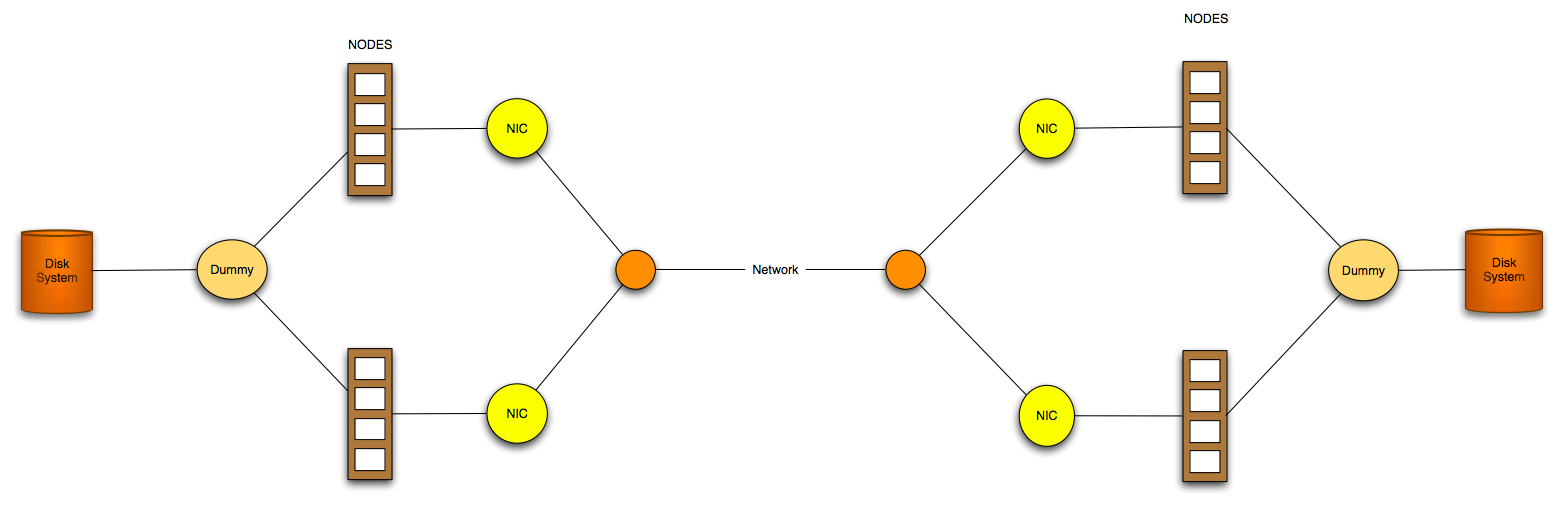 NODES
NODES
NIC
NIC
Disk
System
Dummy
Network
Dummy
Disk
System
NIC
NIC